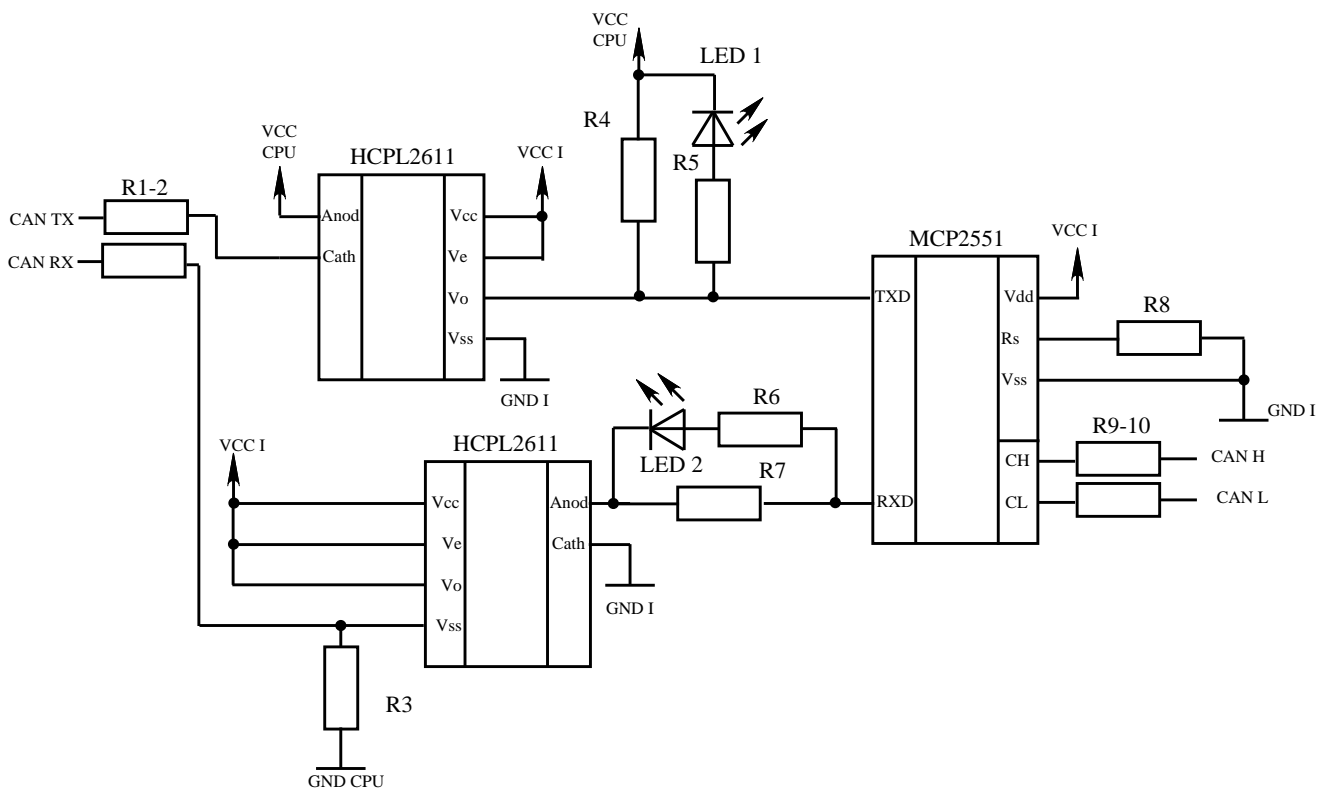 VCC
CPU
LED 1
R4
R5
VCC
CPU
HCPL2611
VCC I
R1-2
CAN TX
CAN RX
Anod
Cath
Vcc
Ve
Vo
Vss
GND I
MCP2551
VCC I
TXD
RXD
Vdd
Rs
Vss
CH
CL
R8
GND I
R9-10
CAN H
CAN L
R6
LED 2
R7
VCC I
HCPL2611
Vcc
Ve
Vo
Vss
Anod
Cath
GND I
R3
GND CPU